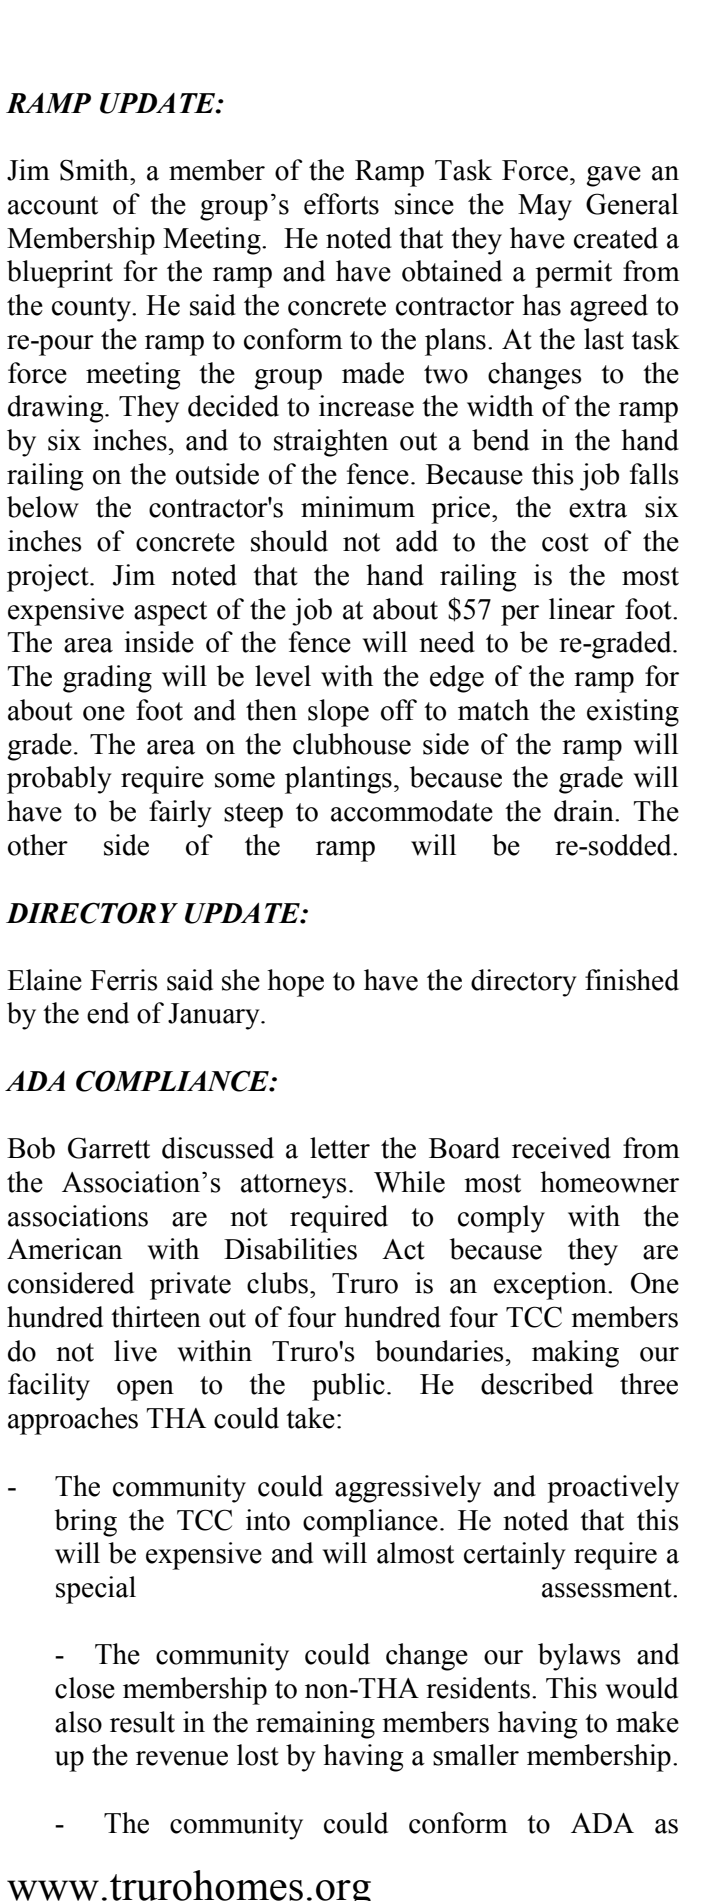 RAMP UPDATE:
Jim Smith, a member of the Ramp Task Force, gave an
account of the group’s efforts since the May General
Membership Meeting.  He noted that they have created a
blueprint for the ramp and have obtained a permit from
the county. He said the concrete contractor has agreed to
re-pour the ramp to conform to the plans. At the last task
force meeting the group made two changes to the
drawing. They decided to increase the width of the ramp
by six inches, and to straighten out a bend in the hand
railing on the outside of the fence. Because this job falls
below the contractor's minimum price, the extra six
inches of concrete should not add to the cost of the
project. Jim noted that the hand railing is the most
expensive aspect of the job at about $57 per linear foot.
The area inside of the fence will need to be re-graded.
The grading will be level with the edge of the ramp for
about one foot and then slope off to match the existing
grade. The area on the clubhouse side of the ramp will
probably require some plantings, because the grade will
have to be fairly steep to accommodate the drain. The
other side of the ramp will be re-sodded.
DIRECTORY UPDATE:
Elaine Ferris said she hope to have the directory finished
by the end of January.
ADA COMPLIANCE:
Bob Garrett discussed a letter the Board received from
the Association’s attorneys. While most homeowner
associations are not required to comply with the
American with Disabilities Act because they are
considered private clubs, Truro is an exception. One
hundred thirteen out of four hundred four TCC members
do not live within Truro's boundaries, making our
facility open to the public. He described three
approaches THA could take:
- The community could aggressively and proactively
bring the TCC into compliance. He noted that this
will be expensive and will almost certainly require a
special assessment.
- The community could change our bylaws and
close membership to non-THA residents. This would
also result in the remaining members having to make
up the revenue lost by having a smaller membership.
- The community could conform to ADA as
www.trurohomes.org